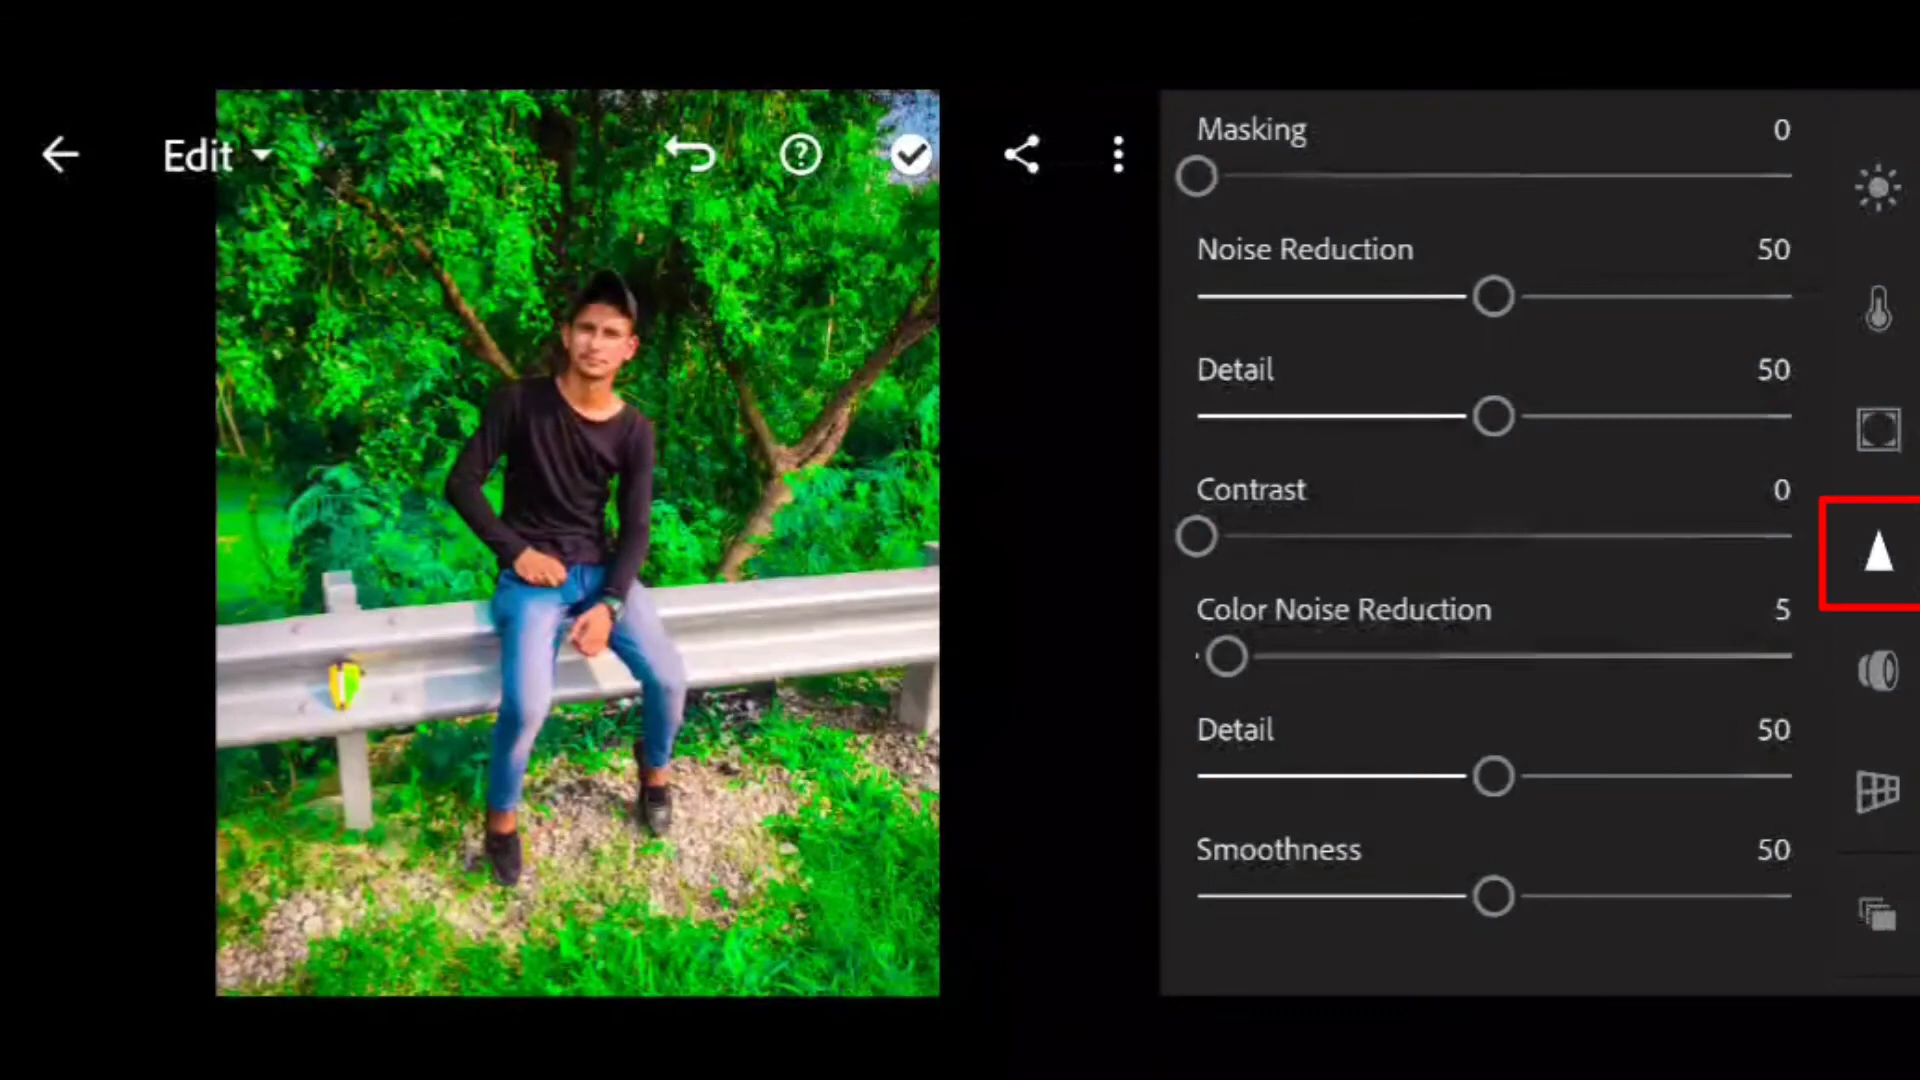 Edit
Masking 0
Noise Reduction 50
Detail 50
Contrast 0
Color Noise Reduction 5
Detail 50
Smoothness 50